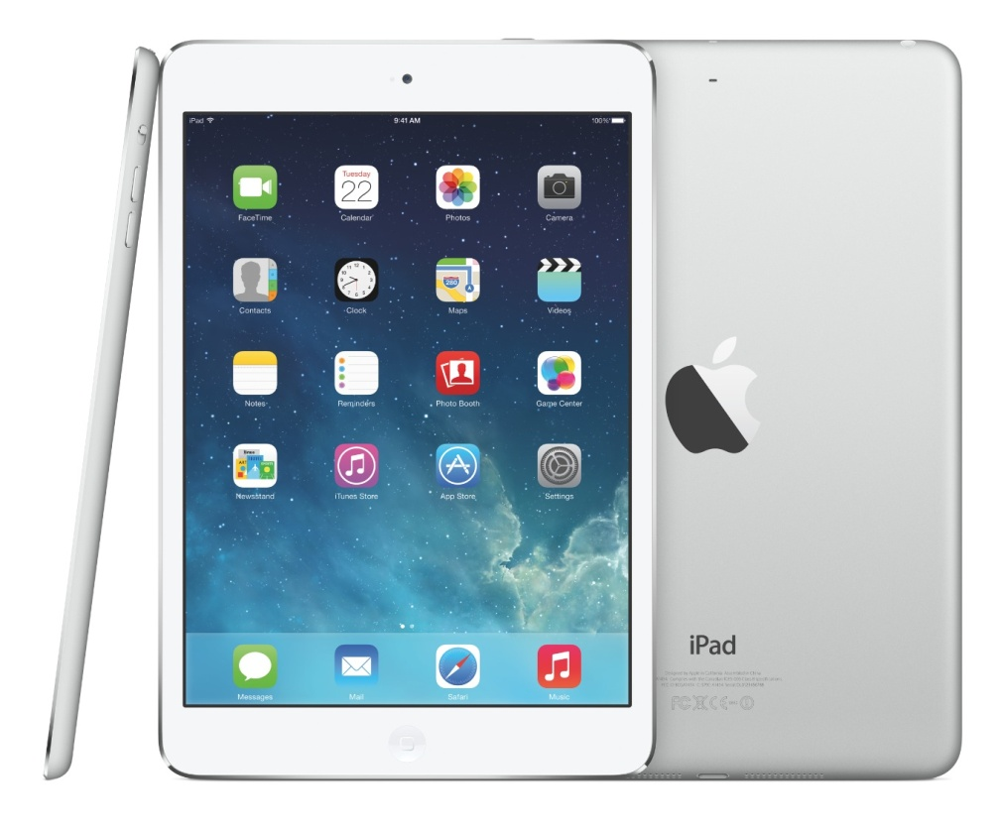 iPad
9:41 AM
100%
FaceTime
Tuesday
22
Calendar
Photos
Camera
Contacts
Clock
280
Maps
Videos
Notes
Reminders
Photo Booth
Game Center
Newsstand
iTunes Store
App Store
Settings
Messages
Mail
Safari
Music
iPad